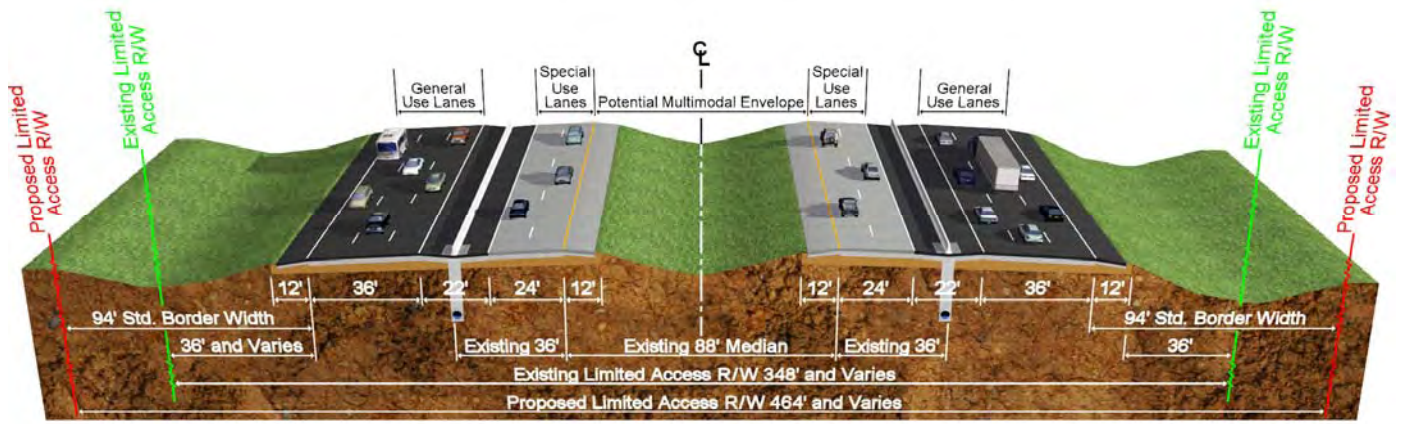 Proposed Limited
Access R/W
Existing Limited
Access R/W
General
Use Lanes
Special
Use
Lanes
Potential Multimodal Envelope
CL
Special
Use
Lanes
General
Use Lanes
Existing Limited
Access R/W
Proposed Limited
Access R/W
12' 36' 22' 24' 12' 12' 24' 22' 36' 12'
94' Std. Border Width 94' Std. Border Width
36' and Varies Existing 36' Existing 88' Median Existing 36' 36'
Existing Limited Access R/W 348' and Varies
Proposed Limited Access R/W 464' and Varies